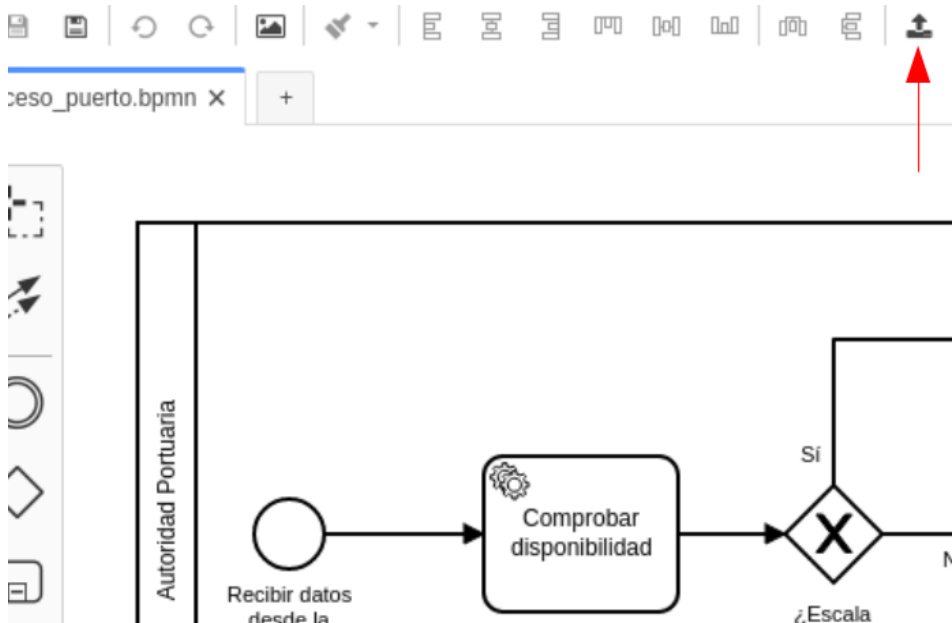 ceso_puerto.bpmn
+
Autoridad Portuaria
Sí
Comprobar
disponibilidad
Recibir datos
desde la
¿Escala